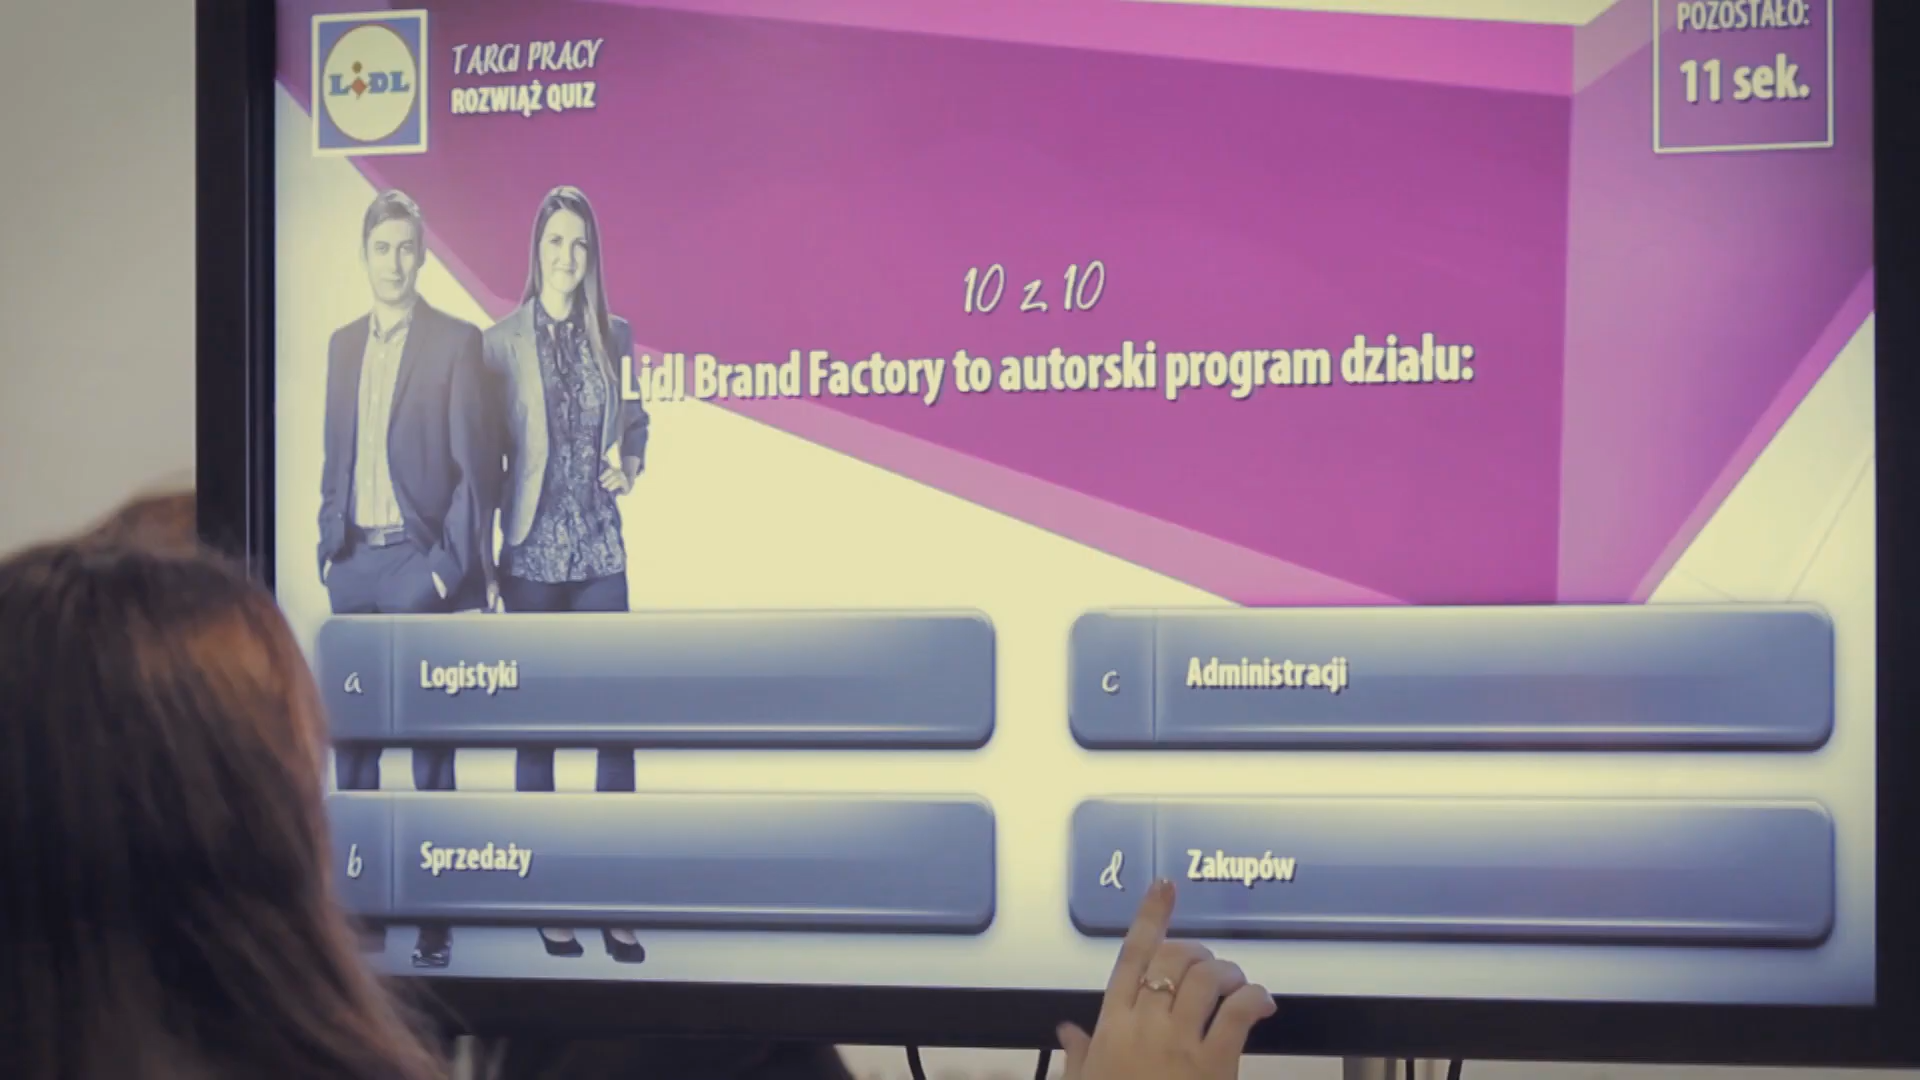 LIDL
TARGI PRACY
ROZWIĄŻ QUIZ
POZOSTAŁO:
11 sek.
10 z 10
Lidl Brand Factory to autorski program działu:
a Logistyki
c Administracji
b Sprzedaży
d Zakupów